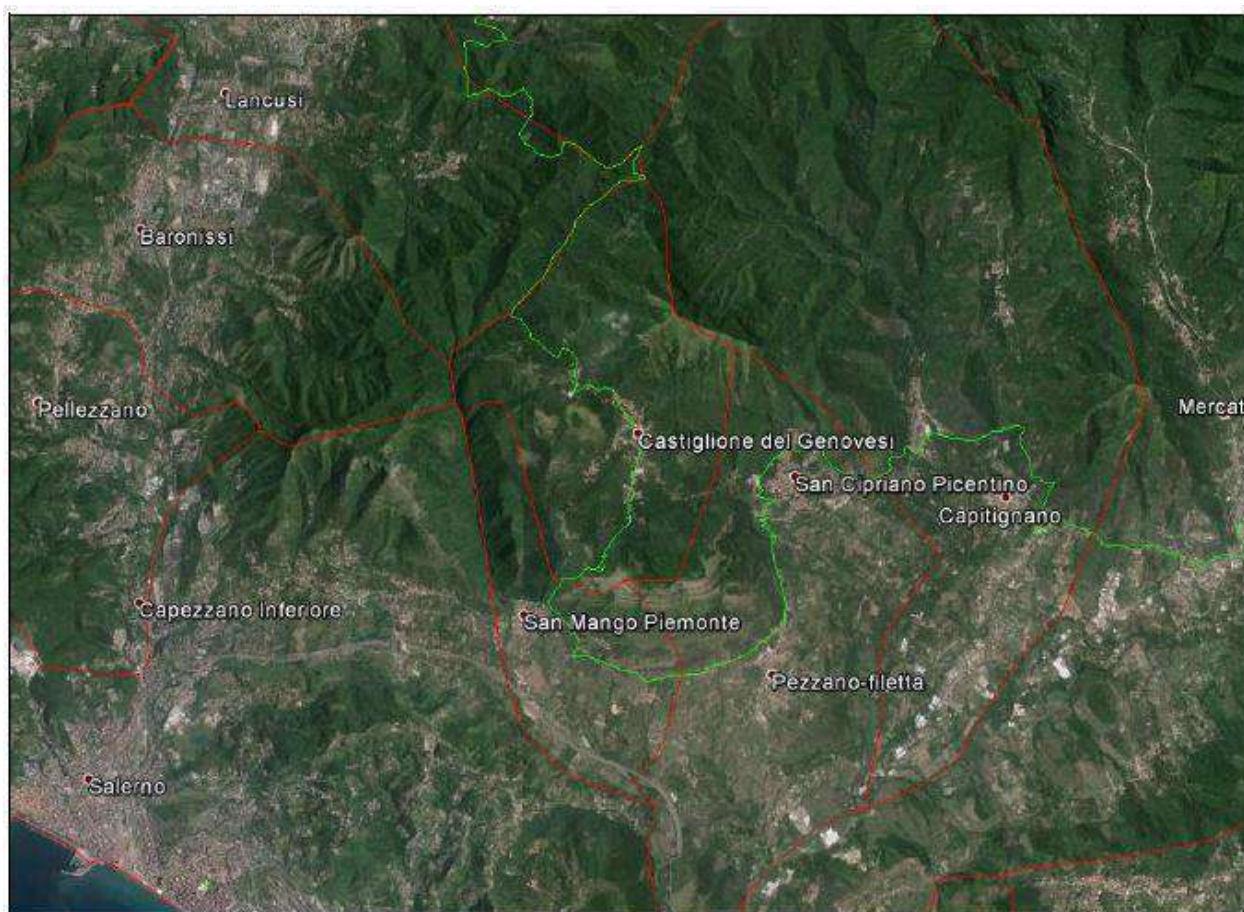 Lancusi
Baronissi
Pellezzano
Mercat
Castiglione del Genovesi
San Cipriano Picentino
Capitignano
Capezzano Inferiore
San Mango Piemonte
Pezzano-filetta
Salerno